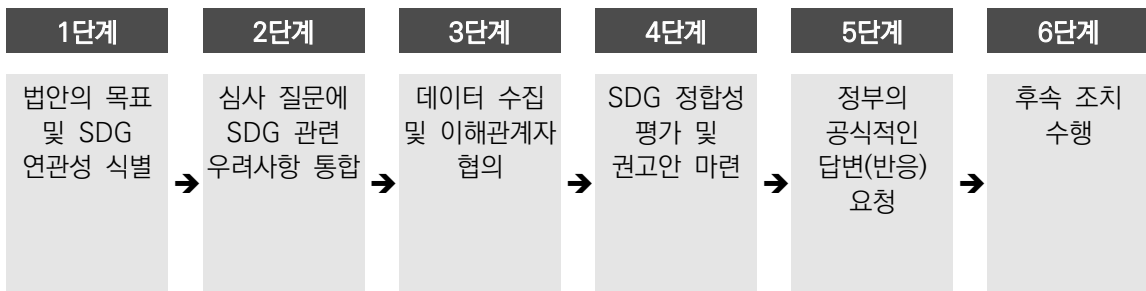 1단계
법안의 목표
및 SDG
연관성 식별
➔
2단계
심사 질문에
SDG 관련
우려사항 통합
➔
3단계
데이터 수집
및 이해관계자
협의
➔
4단계
SDG 정합성
평가 및
권고안 마련
➔
5단계
정부의
공식적인
답변(반응)
요청
➔
6단계
후속 조치
수행